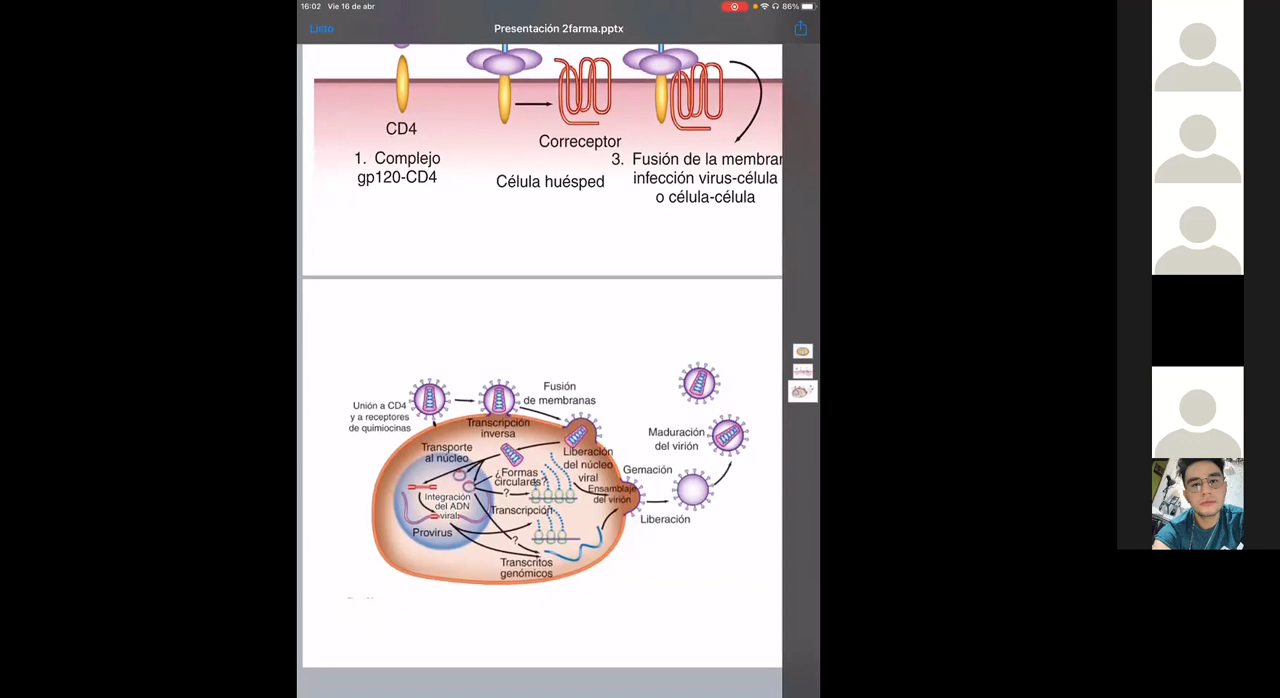 16:02 Vie 16 de abr
86%
Listo
Presentación 2farma.pptx
CD4
Correceptor
1. Complejo
gp120-CD4
Célula huésped
3. Fusión de la membrar
infección virus-célula
o célula-célula
Fusión
de membranas
Unión a CD4
y a receptores
de quimiocinas
Transcripción
inversa
Transporte
al núcleo
Liberación
del núcleo
viral
Maduración
del virión
¿Formas
circulares?
?
Ensamblaje
del virión
Gemación
Integración
del ADN
viral
Transcripción
Liberación
Provirus
?
Transcritos
genómicos